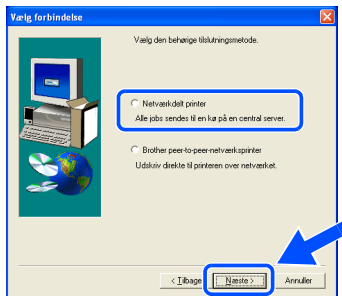 Vælg forbindelse
Vælg den behørige tilslutningsmetode.
Netværkdelt printer
Alle jobs sendes til en kø på en central server.
Brother peer-to-peer-netværksprinter
Udskriv direkte til printeren over netværket.
< Tilbage
Næste >
Annuller